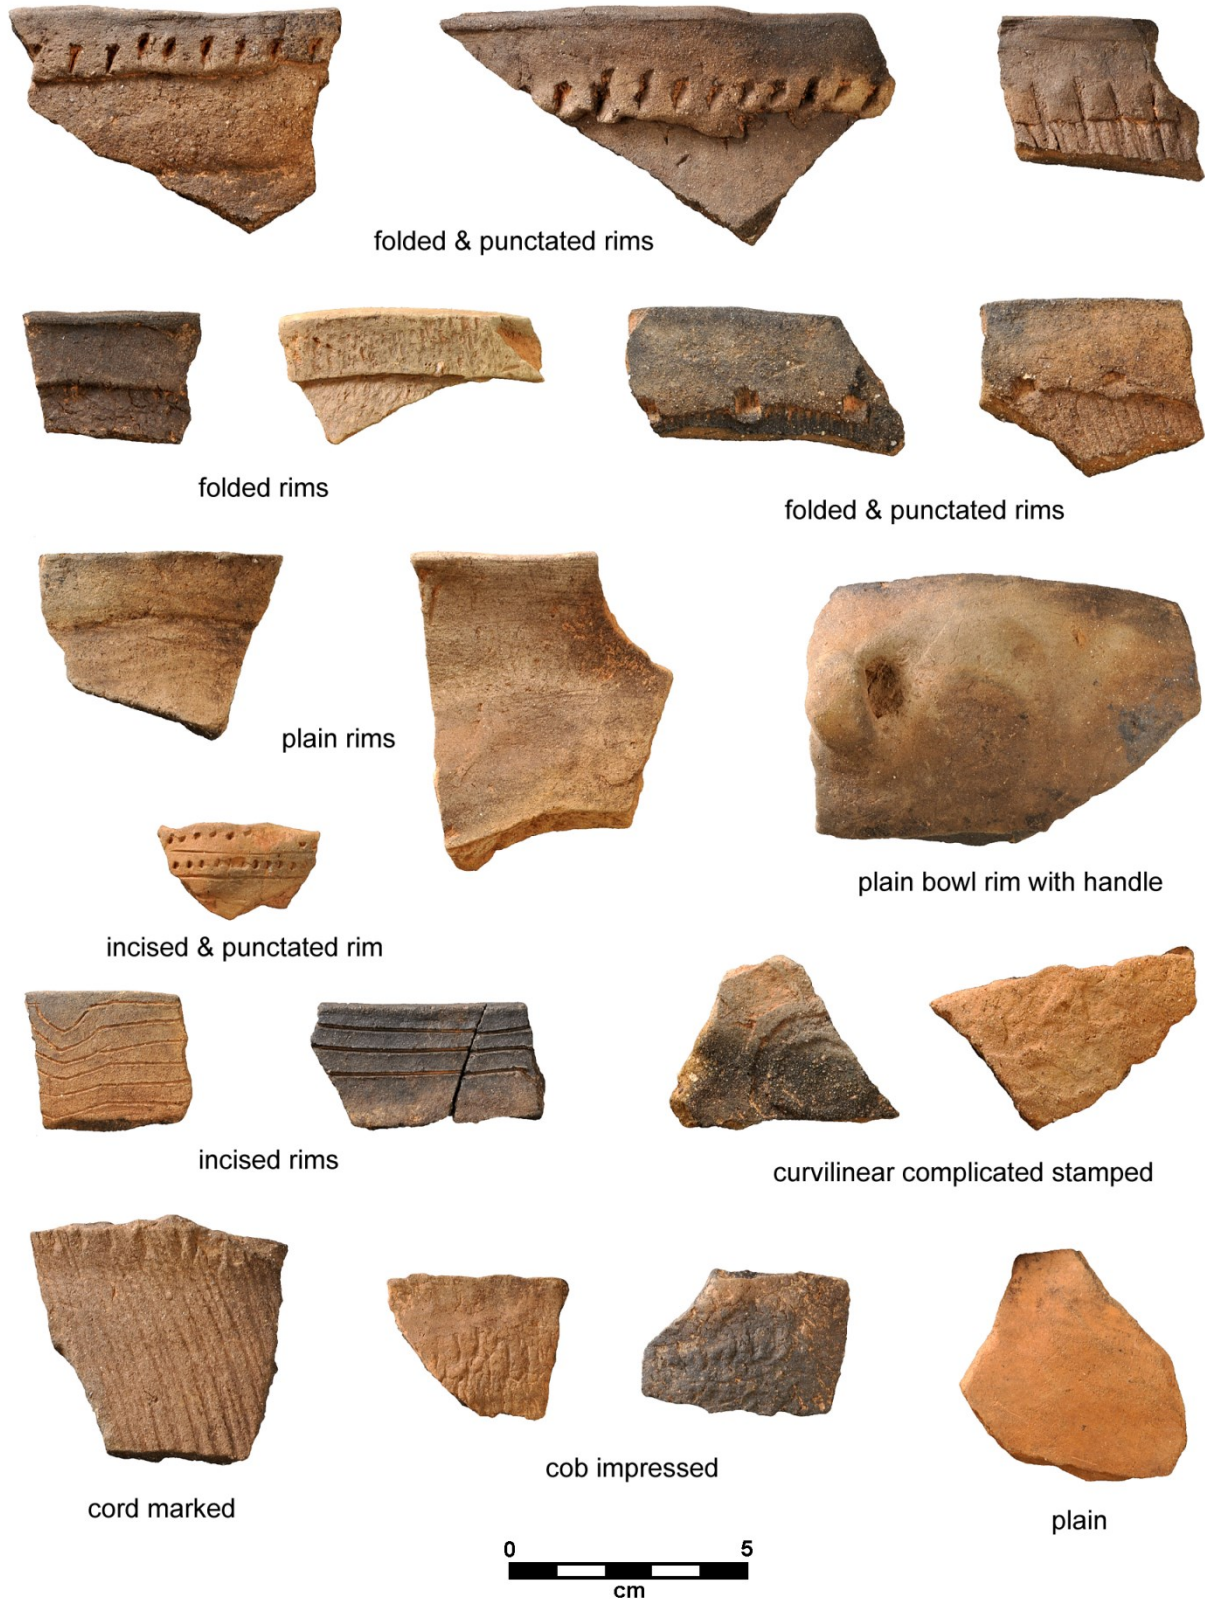 folded & punctated rims
folded rims
folded & punctated rims
plain rims
plain bowl rim with handle
incised & punctated rim
incised rims
curvilinear complicated stamped
cord marked
cob impressed
plain
0 5
cm